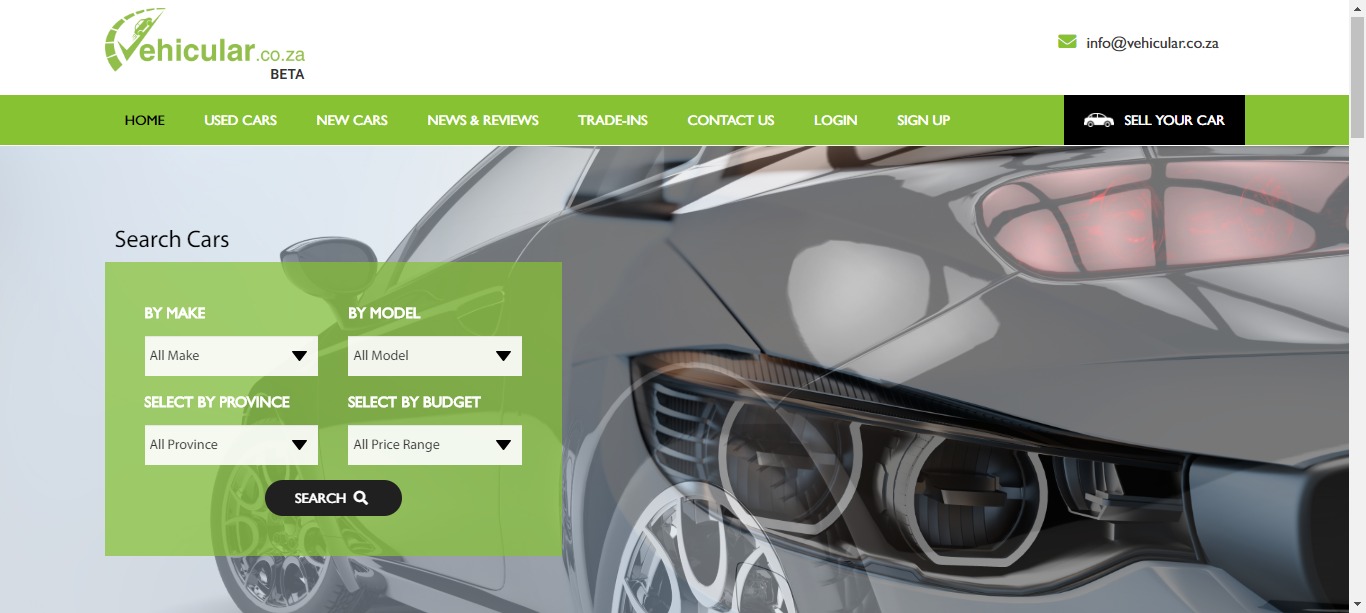 Vehicular.co.za
BETA
info@vehicular.co.za
HOME USED CARS NEW CARS NEWS & REVIEWS TRADE-INS CONTACT US LOGIN SIGN UP SELL YOUR CAR
Search Cars
BY MAKE BY MODEL
All Make All Model
SELECT BY PROVINCE SELECT BY BUDGET
All Province All Price Range
SEARCH